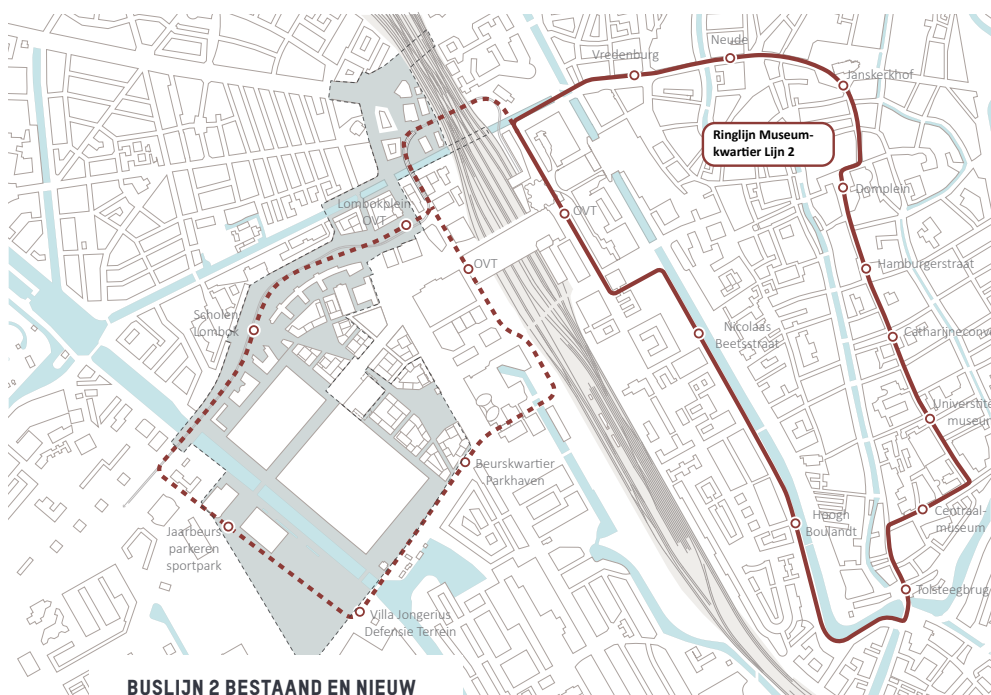 Neude
Vredenburg
Janskerkhof
Ringlijn Museum-
kwartier Lijn 2
Domplein
Lombokplein
OVT
OVT
OVT
Hamburgerstraat
Scholen
Lombok
Nicolaas
Beetsstraat
Catharijneconv
Universiteits
museum
Beurskwartier
Parkhaven
Centraal-
museum
Hoogh
Boulandt
Jaarbeurs
parkeren
sportpark
Tolsteegbrug
Villa Jongerius
Defensie Terrein
BUSLIJN 2 BESTAAND EN NIEUW